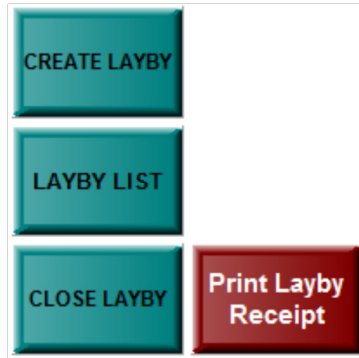 CREATE LAYBY
LAYBY LIST
CLOSE LAYBY
Print Layby
Receipt